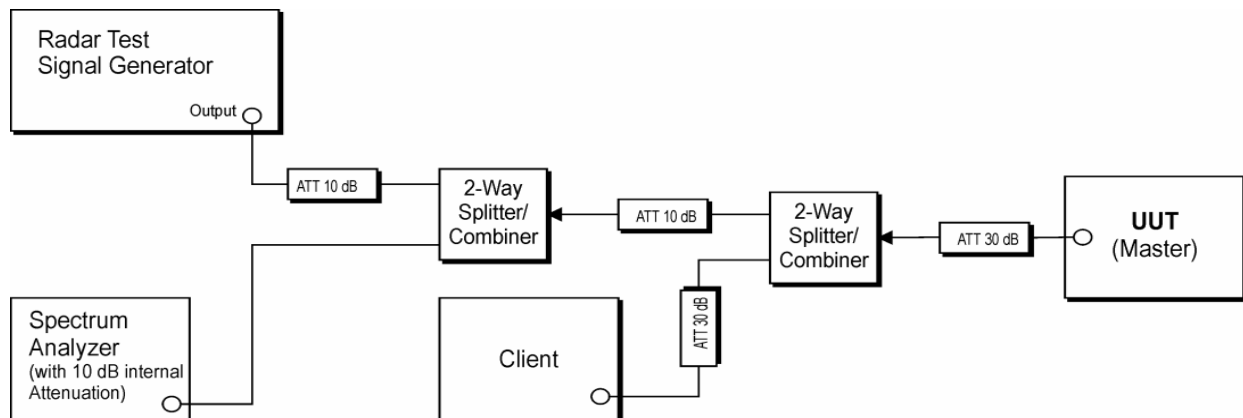 Radar Test
Signal Generator
Output
ATT 10 dB
2-Way
Splitter/
Combiner
ATT 10 dB
2-Way
Splitter/
Combiner
ATT 30 dB
UUT
(Master)
Spectrum
Analyzer
(with 10 dB internal
Attenuation)
Client
ATT 30 dB